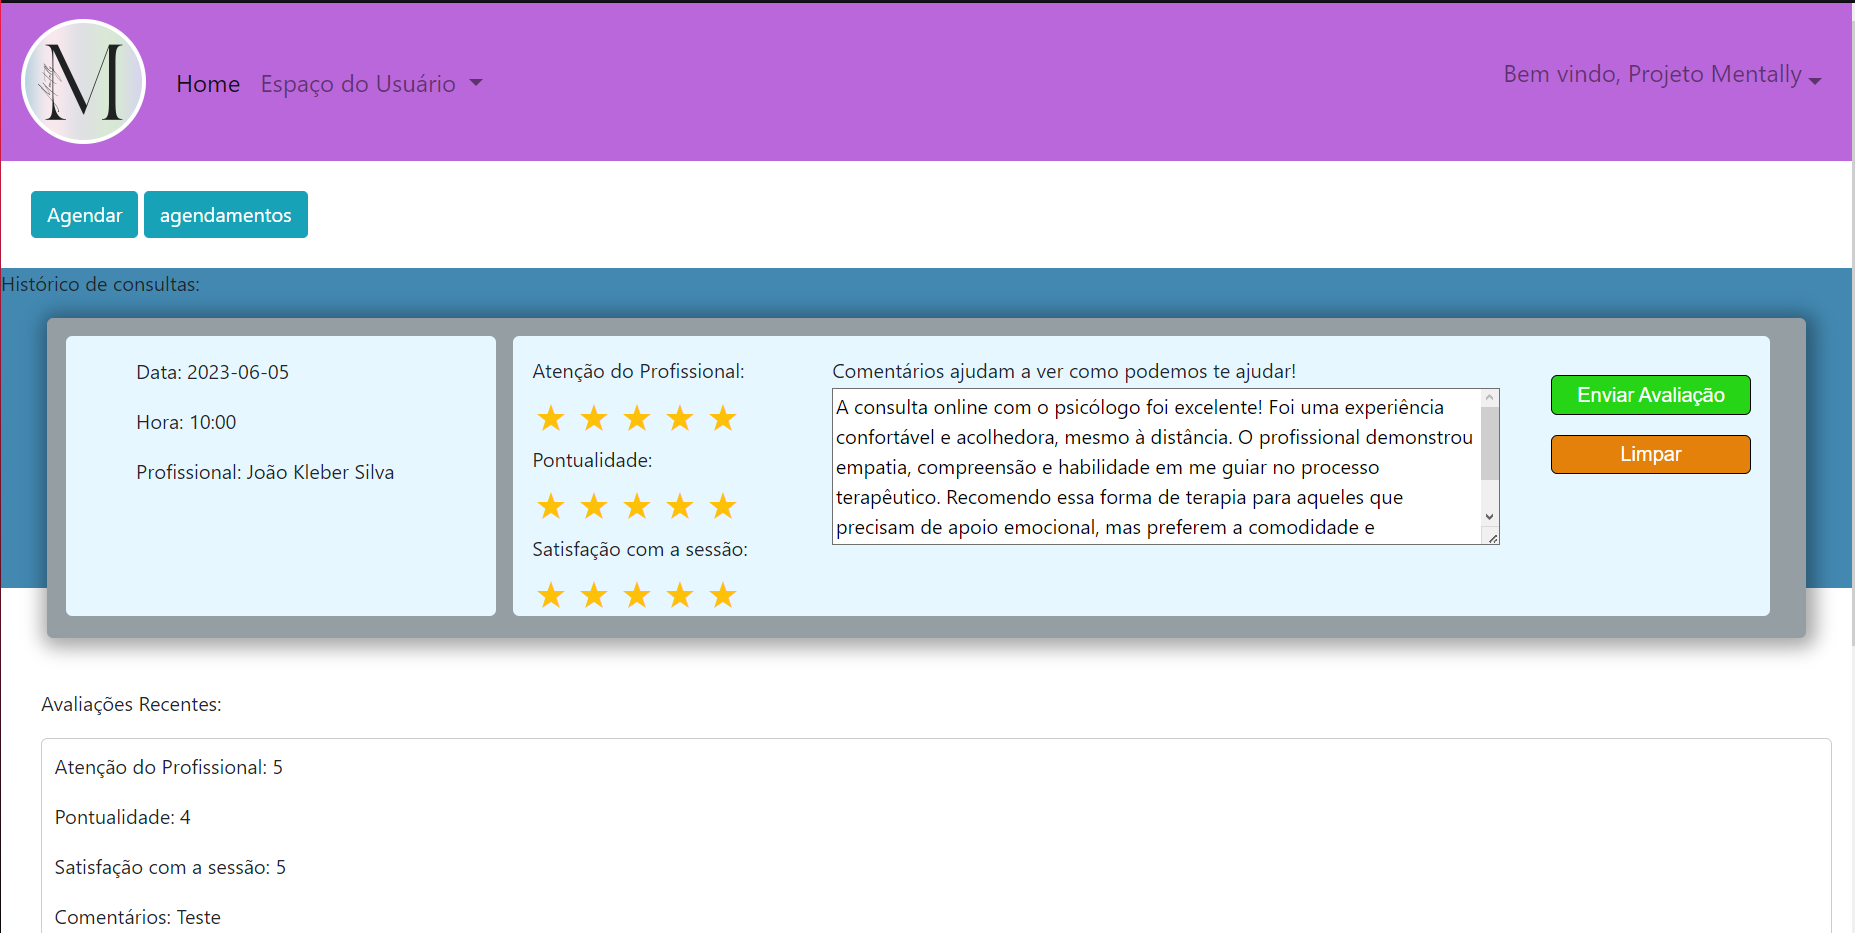 M
Home
Espaço do Usuário
Bem vindo, Projeto Mentally
Agendar
agendamentos
Histórico de consultas:
Data: 2023-06-05
Hora: 10:00
Profissional: João Kleber Silva
Atenção do Profissional:
Pontualidade:
Satisfação com a sessão:
Comentários ajudam a ver como podemos te ajudar!
A consulta online com o psicólogo foi excelente! Foi uma experiência
confortável e acolhedora, mesmo à distância. O profissional demonstrou
empatia, compreensão e habilidade em me guiar no processo
terapêutico. Recomendo essa forma de terapia para aqueles que
precisam de apoio emocional, mas preferem a comodidade e
Enviar Avaliação
Limpar
Avaliações Recentes:
Atenção do Profissional: 5
Pontualidade: 4
Satisfação com a sessão: 5
Comentários: Teste